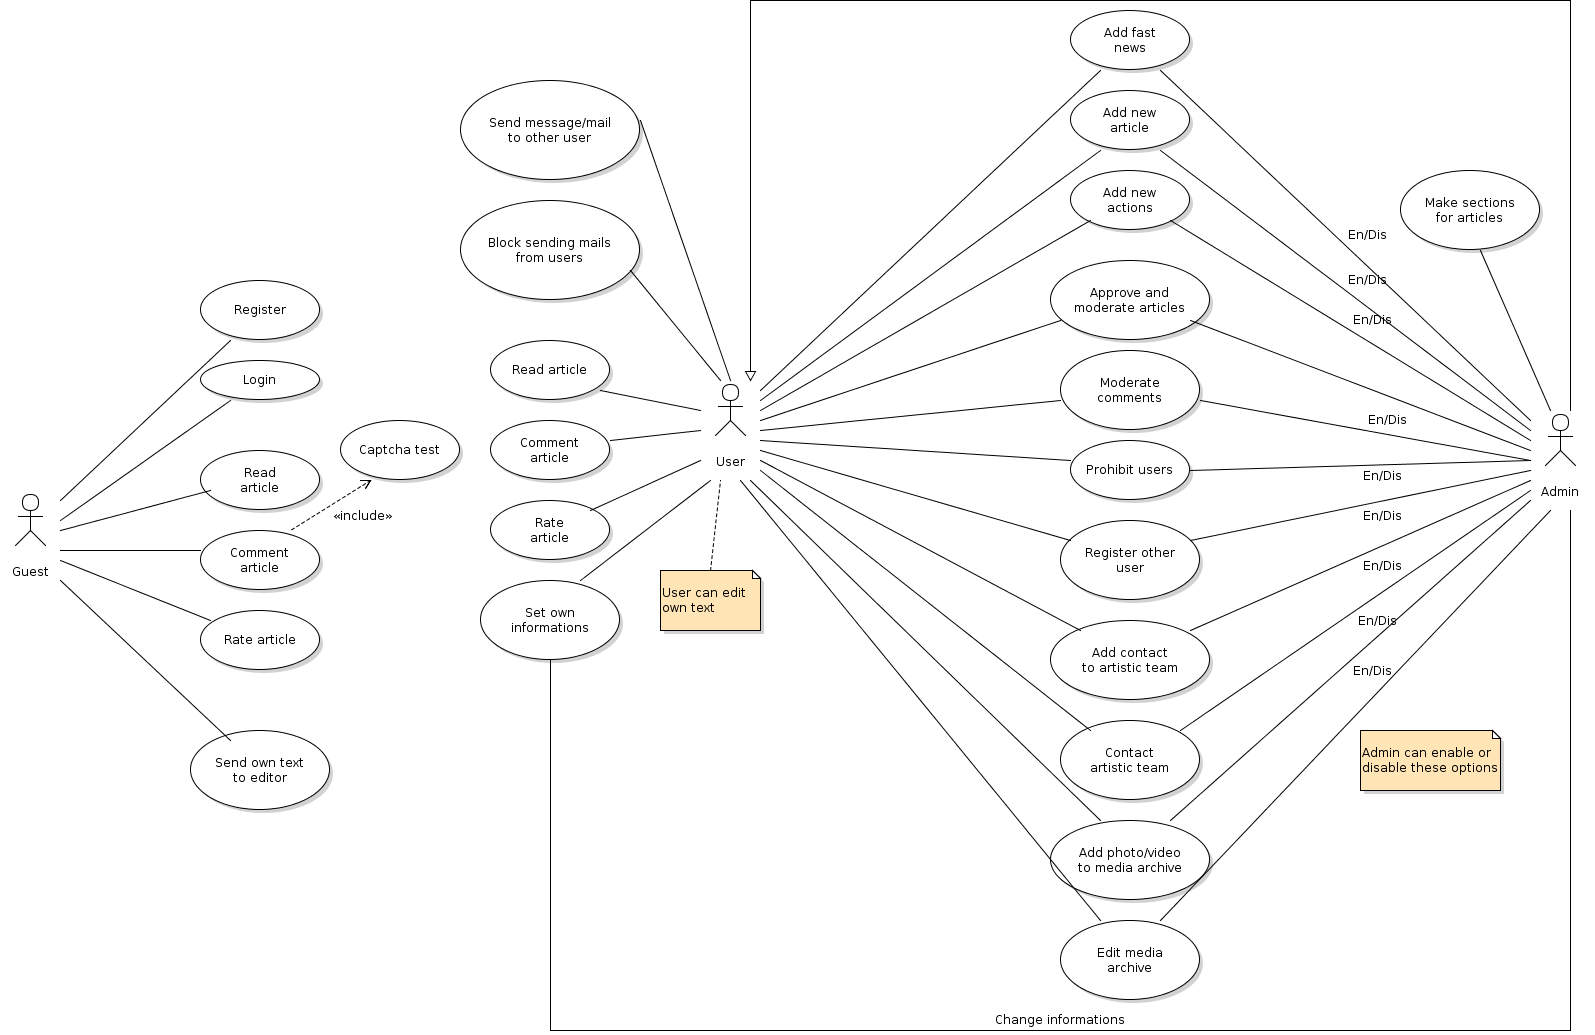 Add fast
news
Add new
article
Send message/mail
to other user
Add new
actions
Make sections
for articles
En/Dis
Block sending mails
from users
En/Dis
Approve and
moderate articles
Register
En/Dis
Read article
Login
Moderate
comments
En/Dis
Captcha test
Comment
article
User
Prohibit users
Read
article
En/Dis
Admin
«include»
En/Dis
Rate
article
Guest
Comment
article
Register other
user
En/Dis
User can edit
own text
Set own
informations
En/Dis
Rate article
Add contact
to artistic team
En/Dis
Send own text
to editor
Contact
artistic team
Admin can enable or
disable these options
Add photo/video
to media archive
Edit media
archive
Change informations